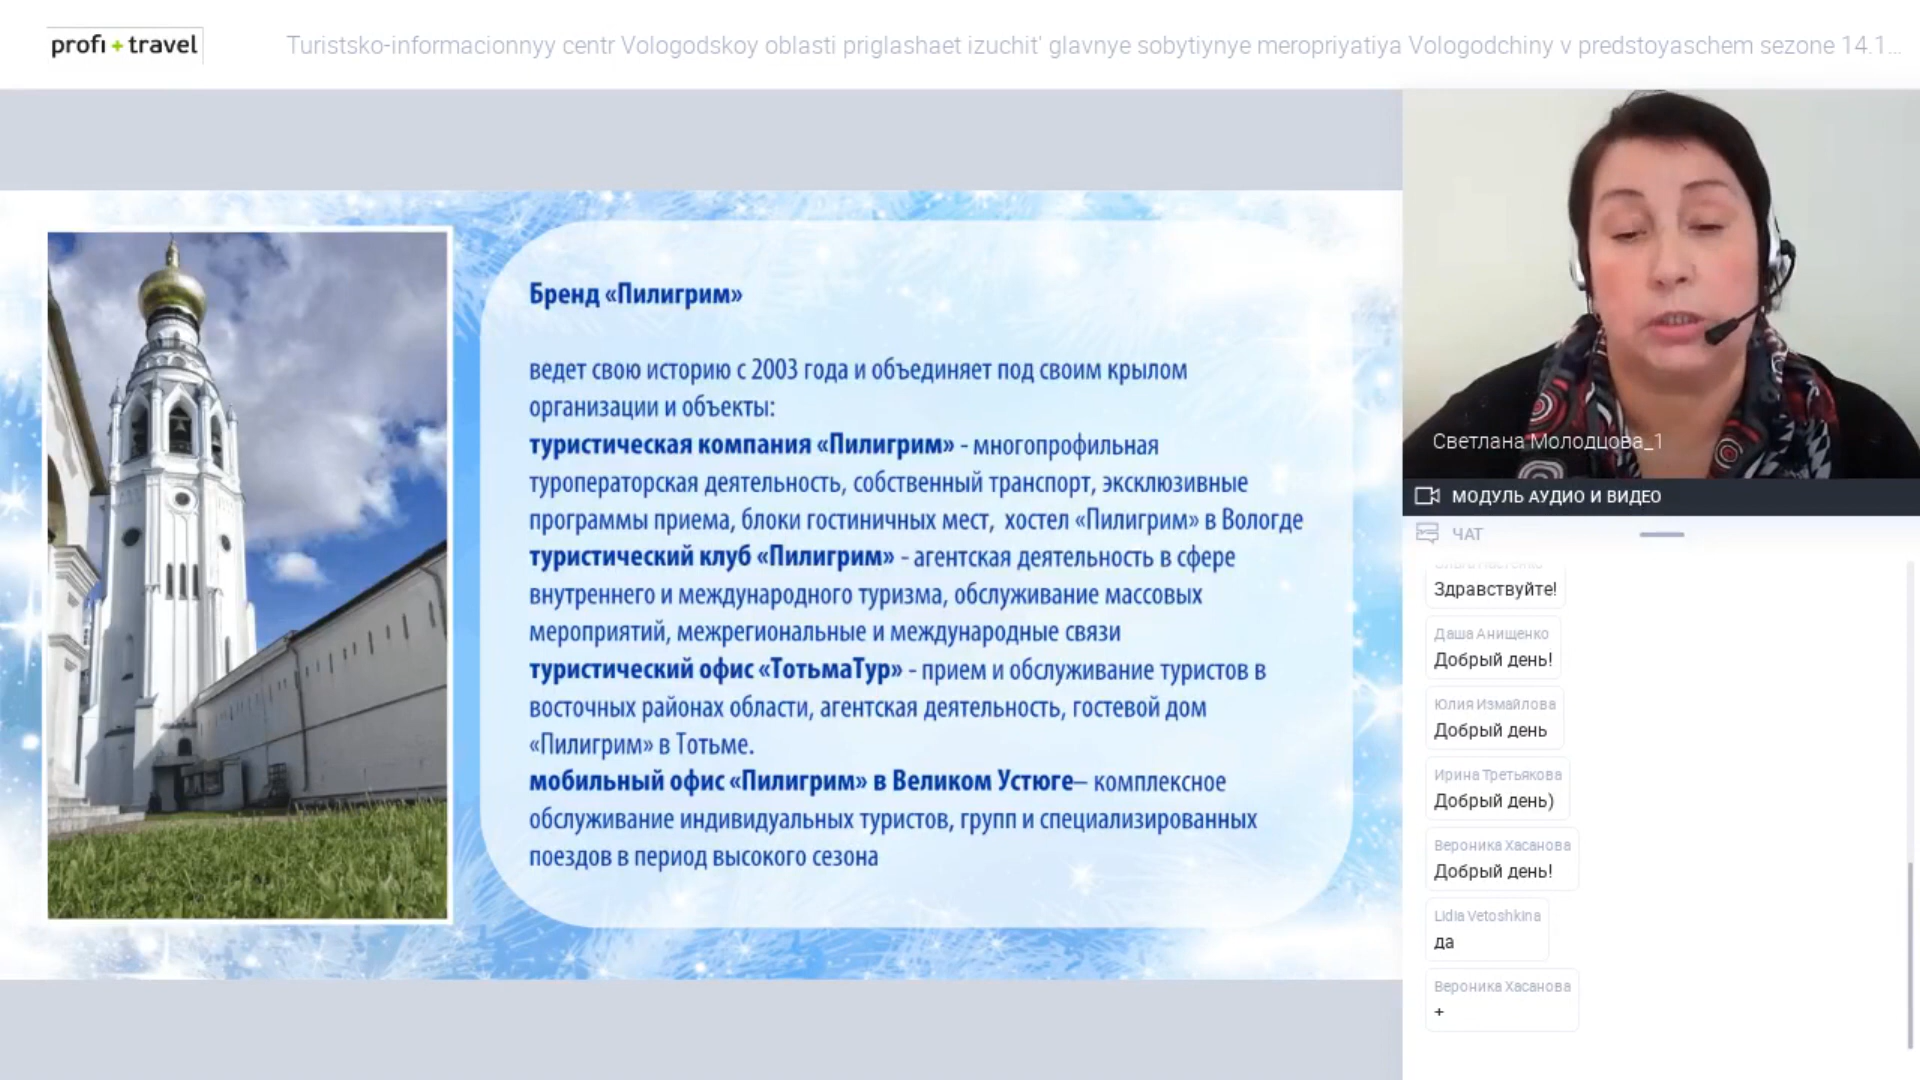 profi + travel
Turistsko-informacionnyy centr Vologodskoy oblasti priglashaet izuchit' glavnye sobytiynye meropriyatiya Vologodchiny v predstoyaschem sezone 14.1...
Бренд «Пилигрим»
ведет свою историю с 2003 года и объединяет под своим крылом
организации и объекты:
туристическая компания «Пилигрим» - многопрофильная
туроператорская деятельность, собственный транспорт, эксклюзивные
программы приема, блоки гостиничных мест, хостел «Пилигрим» в Вологде
туристический клуб «Пилигрим» - агентская деятельность в сфере
внутреннего и международного туризма, обслуживание массовых
мероприятий, межрегиональные и международные связи
туристический офис «ТотьмаТур» - прием и обслуживание туристов в
восточных районах области, агентская деятельность, гостевой дом
«Пилигрим» в Тотьме.
мобильный офис «Пилигрим» в Великом Устюге– комплексное
обслуживание индивидуальных туристов, групп и специализированных
поездов в период высокого сезона
Светлана Молодцова_1
МОДУЛЬ АУДИО И ВИДЕО
ЧАТ
Здравствуйте!
Даша Анищенко
Добрый день!
Юлия Измайлова
Добрый день
Ирина Третьякова
Добрый день)
Вероника Хасанова
Добрый день!
Lidia Vetoshkina
да
Вероника Хасанова
+